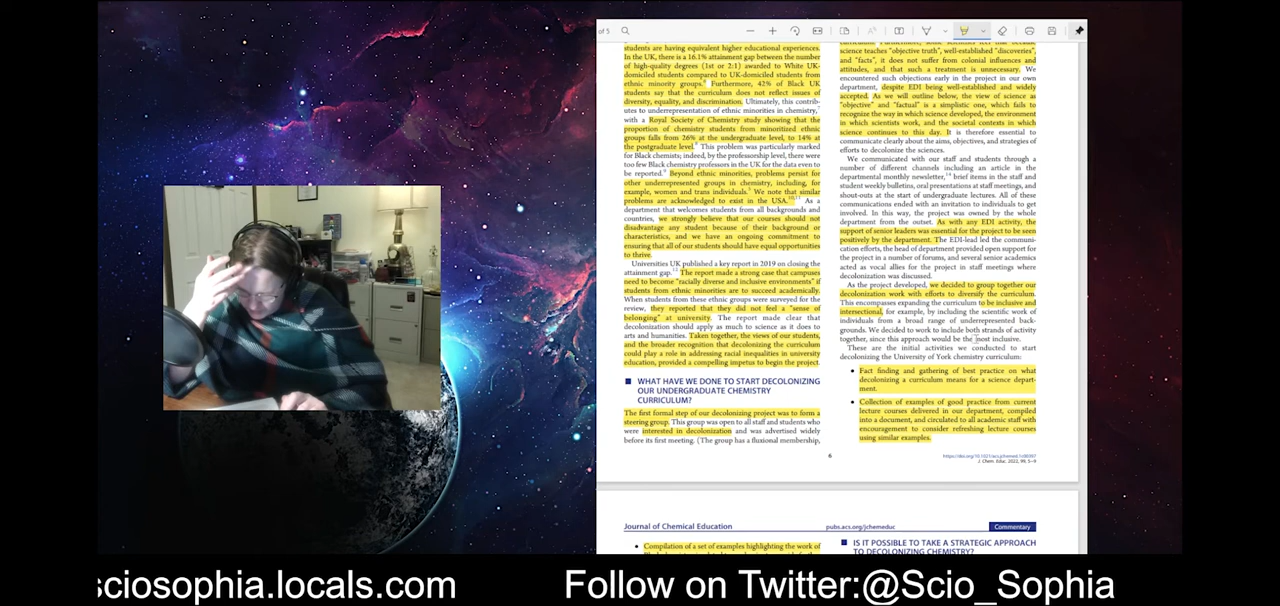 of 5
students are having equivalent higher educational experiences.
In the UK, there is a 16.1% attainment gap between the number
of high-quality degrees (1st or 2:1) awarded to White UK-
domiciled students compared to UK-domiciled students from
ethnic minority groups.⁶ Furthermore, 42% of Black UK
students say that the curriculum does not reflect issues of
diversity, equality, and discrimination. Ultimately, this contrib-
utes to underrepresentation of ethnic minorities in chemistry,⁷
with a Royal Society of Chemistry study showing that the
proportion of chemistry students from minoritized ethnic
groups falls from 26% at the undergraduate level, to 14% at
the postgraduate level.⁸ This problem was particularly marked
for Black chemists; indeed, by the professorship level, there were
too few Black chemistry professors in the UK for the data even to
be reported.⁹ Beyond ethnic minorities, problems persist for
other underrepresented groups in chemistry, including, for
example, women and trans individuals. We note that similar
problems are acknowledged to exist in the USA.¹⁰,¹¹ As a
department that welcomes students from all backgrounds and
countries, we strongly believe that our courses should not
disadvantage any student because of their background or
characteristics, and we have an ongoing commitment to
ensuring that all of our students should have equal opportunities
to thrive.
Universities UK published a key report in 2019 on closing the
attainment gap.¹² The report made a strong case that campuses
need to become “racially diverse and inclusive environments” if
students from ethnic minorities are to succeed academically.
When students from these ethnic groups were surveyed for the
review, they reported that they did not feel a “sense of
belonging” at university. The report made clear that
decolonization should apply as much to science as it does to
arts and humanities. Taken together, the views of our students,
and the broader recognition that decolonizing the curriculum
could play a role in addressing racial inequalities in university
education, provided a compelling impetus to begin the project.
WHAT HAVE WE DONE TO START DECOLONIZING
OUR UNDERGRADUATE CHEMISTRY
CURRICULUM?
The first formal step of our decolonizing project was to form a
steering group. This group was open to all staff and students who
were interested in decolonization and was advertised widely
before its first meeting. (The group has a fluxional membership,
science teaches “objective truth”, well-established “discoveries”,
and “facts”, it does not suffer from colonial influences and
attitudes, and that such a treatment is unnecessary. We
encountered such objections early in the project in our own
department, despite EDI being well-established and widely
accepted. As we will outline below, the view of science as
“objective” and “factual” is a simplistic one, which fails to
recognize the way in which science developed, the environment
in which scientists work, and the societal contexts in which
science continues to this day. It is therefore essential to
communicate clearly about the aims, objectives, and strategies of
efforts to decolonize the sciences.
We communicated with our staff and students through a
number of different channels including an article in the
departmental monthly newsletter,¹⁴ brief items in the staff and
student weekly bulletins, oral presentations at staff meetings, and
shout-outs at the start of undergraduate lectures. All of these
communications ended with an invitation to individuals to get
involved. In this way, the project was owned by the whole
department from the outset. As with any EDI activity, the
support of senior leaders was essential for the project to be seen
positively by the department. The EDI-lead led the communi-
cation efforts, the head of department provided open support for
the project in a number of forums, and several senior academics
acted as vocal allies for the project in staff meetings where
decolonization was discussed.
As the project developed, we decided to group together our
decolonization work with efforts to diversify the curriculum.
This encompasses expanding the curriculum to be inclusive and
intersectional, for example, by including the scientific work of
individuals from a broad range of underrepresented back-
grounds. We decided to work to include both strands of activity
together, since this approach would be the most inclusive.
These are the initial activities we conducted to start
decolonizing the University of York chemistry curriculum:
• Fact finding and gathering of best practice on what
decolonizing a curriculum means for a science depart-
ment.
• Collection of examples of good practice from current
lecture courses delivered in our department, compiled
into a document, and circulated to all academic staff with
encouragement to consider refreshing lecture courses
using similar examples.
6
J. Chem. Educ. 2022, 99, 5−9
Journal of Chemical Education
pubs.acs.org/jchemeduc
Commentary
• Compilation of a set of examples highlighting the work of
IS IT POSSIBLE TO TAKE A STRATEGIC APPROACH
TO DECOLONIZING CHEMISTRY?
sciosophia.locals.com
Follow on Twitter:@Scio_Sophia